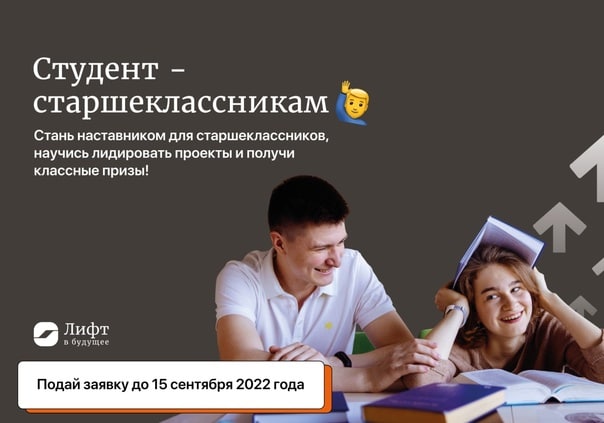 Студент -
старшеклассникам
Стань наставником для старшеклассников,
научись лидировать проекты и получи
классные призы!
Лифт
в будущее
Подай заявку до 15 сентября 2022 года